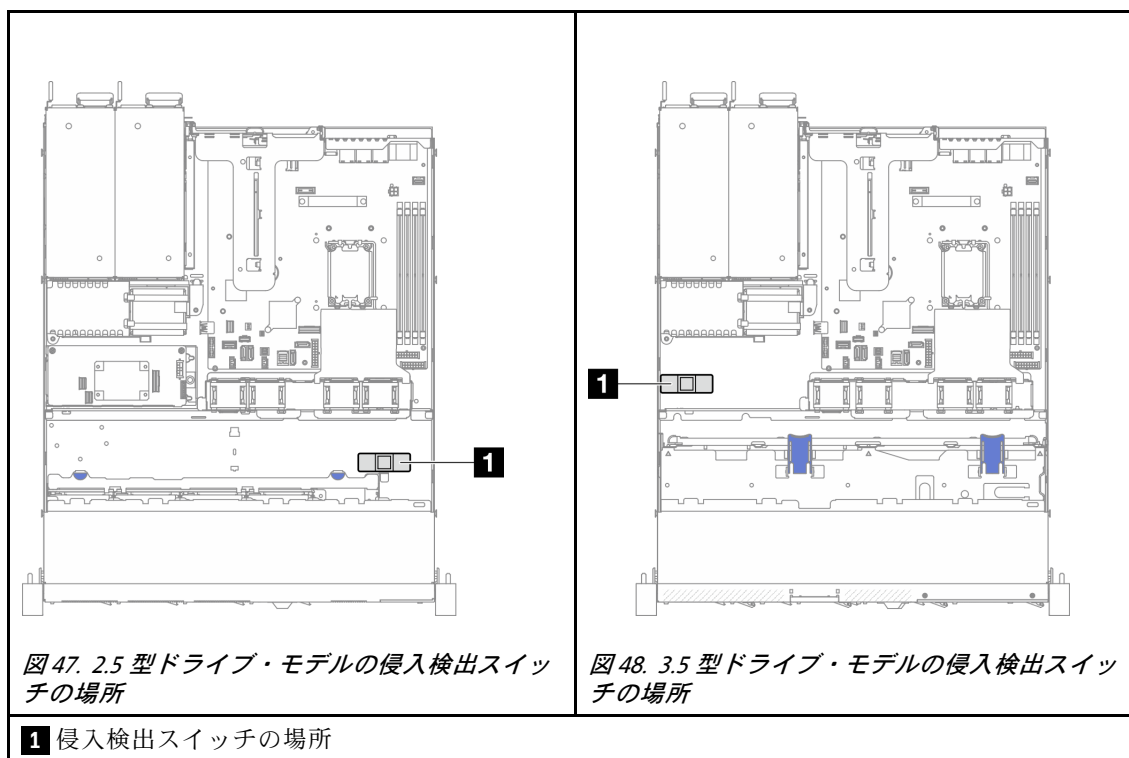 1
1
図 47. 2.5 型ドライブ・モデルの侵入検出スイッ
チの場所
図 48. 3.5 型ドライブ・モデルの侵入検出スイッ
チの場所
1 侵入検出スイッチの場所